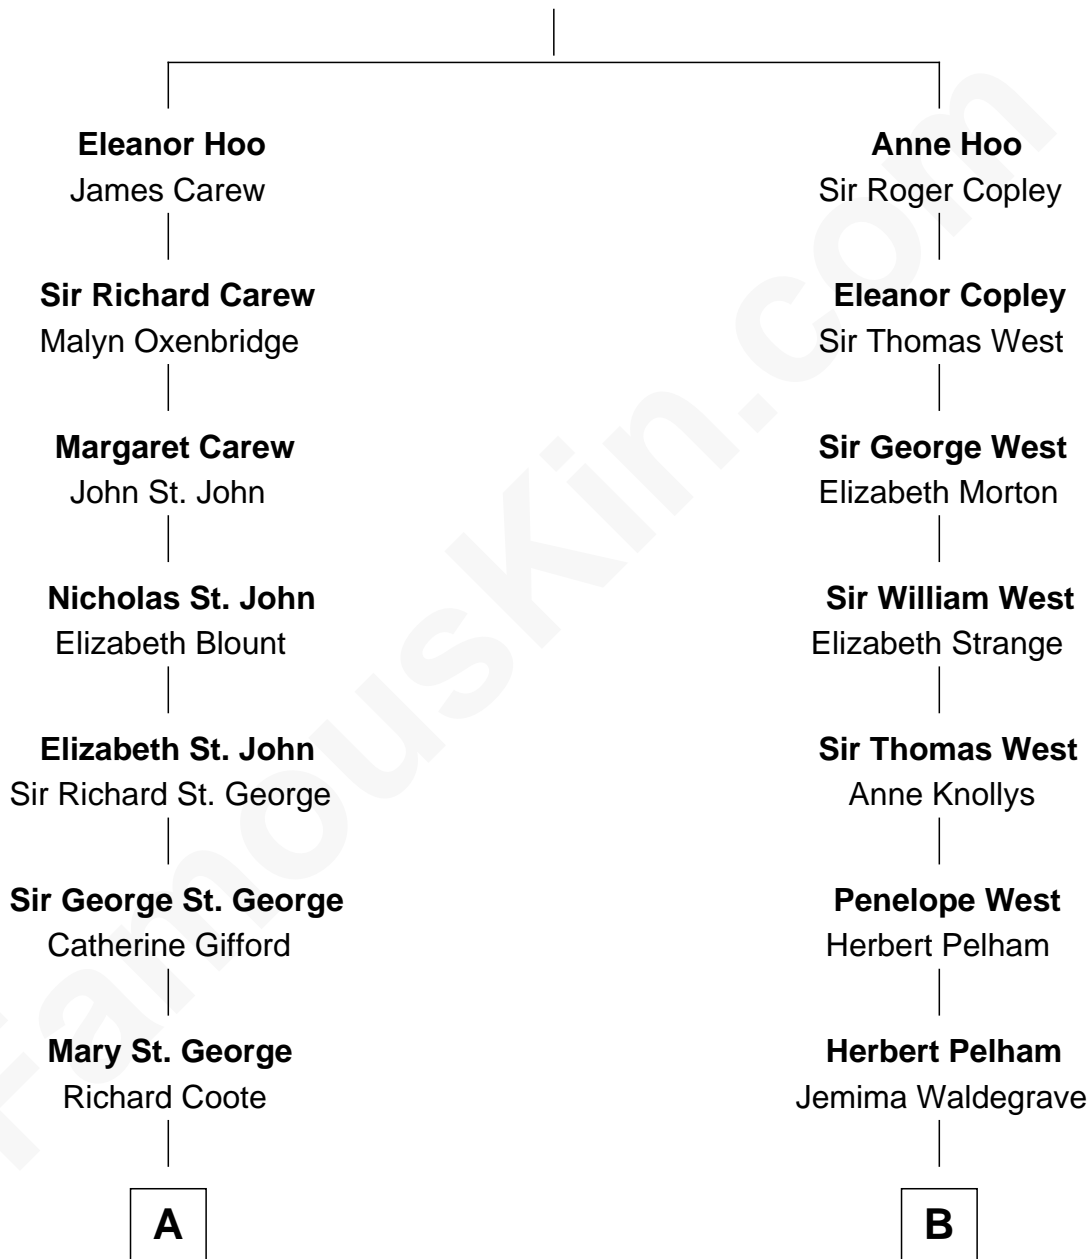 Eleanor Hoo
James Carew
Anne Hoo
Sir Roger Copley
Sir Richard Carew
Malyn Oxenbridge
Eleanor Copley
Sir Thomas West
Margaret Carew
John St. John
Sir George West
Elizabeth Morton
Nicholas St. John
Elizabeth Blount
Sir William West
Elizabeth Strange
Elizabeth St. John
Sir Richard St. George
Sir Thomas West
Anne Knollys
Sir George St. George
Catherine Gifford
Penelope West
Herbert Pelham
Mary St. George
Richard Coote
Herbert Pelham
Jemima Waldegrave
A
B
FamousKin.com